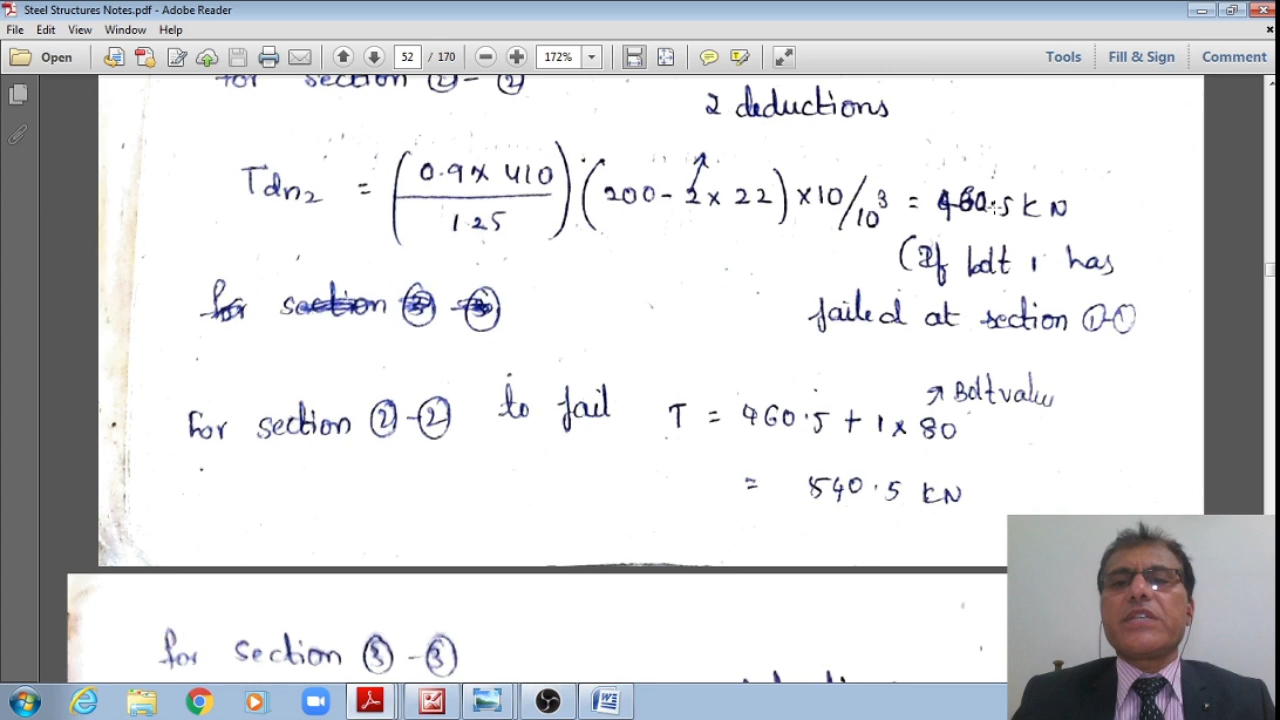 Steel Structures Notes.pdf - Adobe Reader
File Edit View Window Help
Open 52 / 170 172% Tools Fill & Sign Comment
for section ②-②
2 deductions
Tdn2 = (0.9 x 410 / 1.25) (200 - 2 x 22) x 10/10³ = 460.5 KN
(If bolt 1 has
failed at section ①-①
For section ②-② to fail T = 460.5 + 1 x 80 ↗ Bolt value
= 540.5 KN
for section ③-③